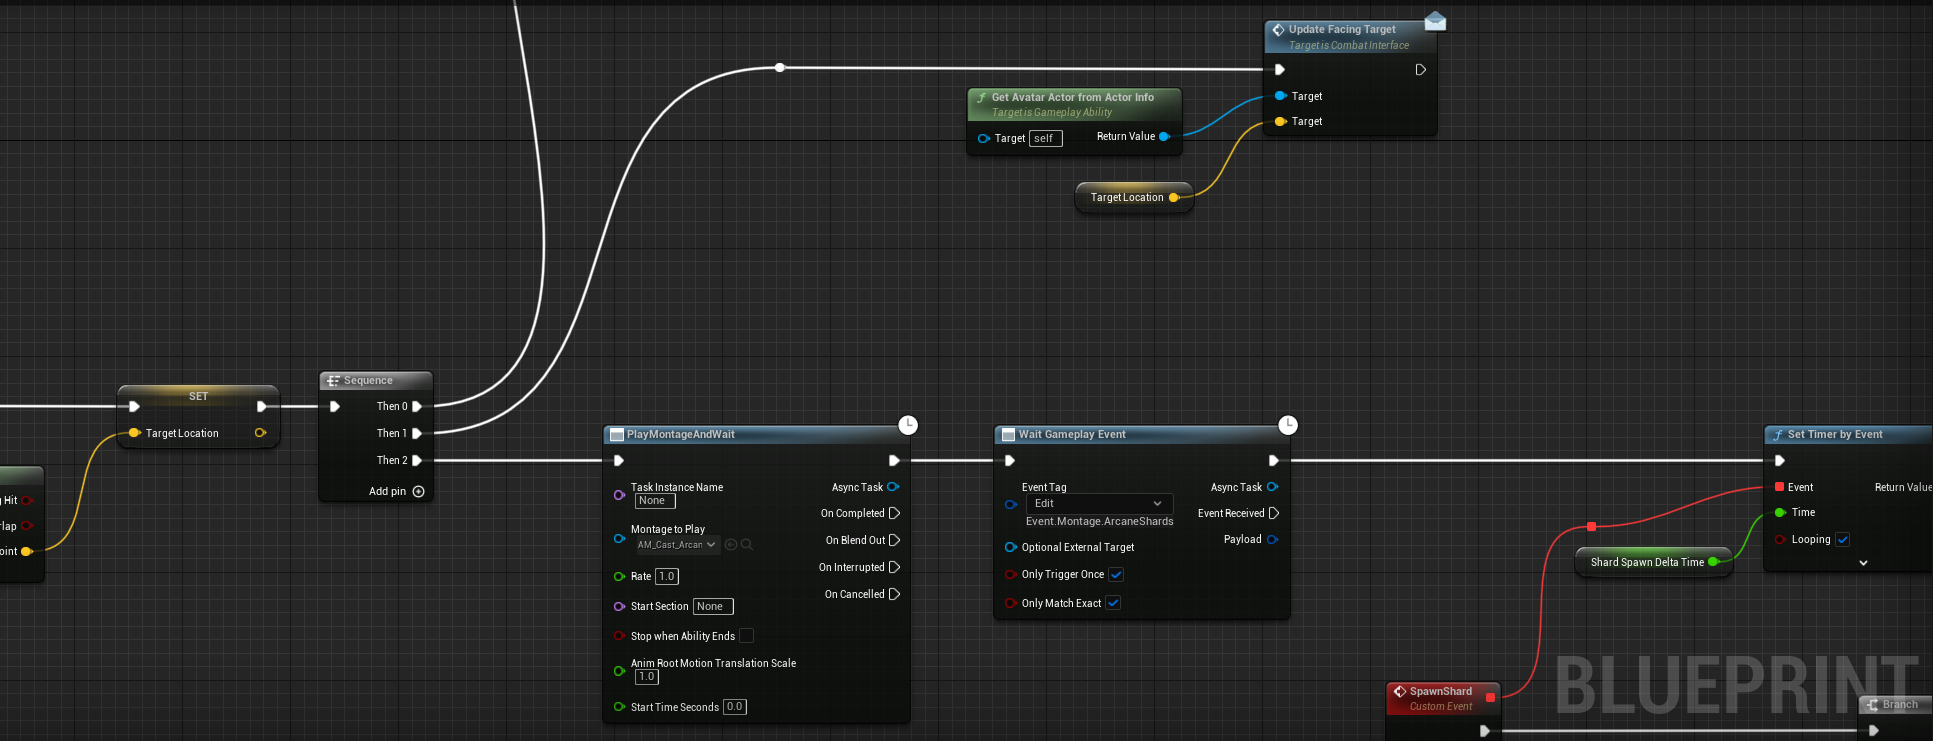 Update Facing Target
Target is Combat Interface
Target
Target
Get Avatar Actor from Actor Info
Target is Gameplay Ability
Target self
Return Value
Target Location
SET
Target Location
Sequence
Then 0
Then 1
Then 2
Add pin
Hit
rlap
oint
PlayMontageAndWait
Task Instance Name
None
Async Task
On Completed
Montage to Play
AM_Cast_Arcan
On Blend Out
On Interrupted
Rate 1.0
On Cancelled
Start Section None
Stop when Ability Ends
Anim Root Motion Translation Scale
1.0
Start Time Seconds 0.0
Wait Gameplay Event
Event Tag
Edit
Event.Montage.ArcaneShards
Async Task
Event Received
Payload
Optional External Target
Only Trigger Once
Only Match Exact
Set Timer by Event
Event
Return Value
Time
Looping
Shard Spawn Delta Time
SpawnShard
Custom Event
BLUEPRINT
Branch